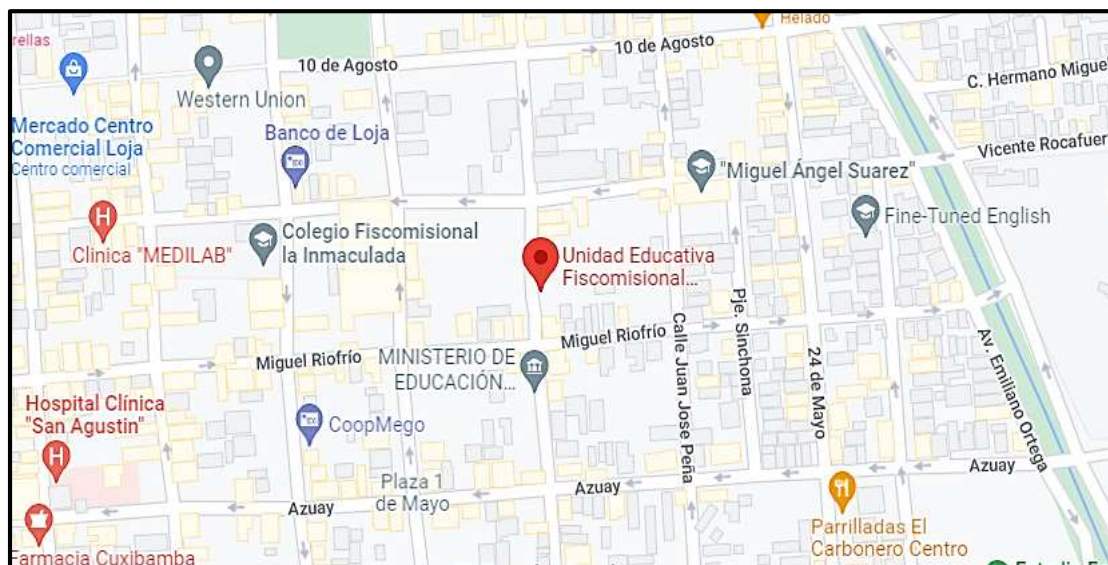 Helado
rellas
10 de Agosto
10 de Agosto
C. Hermano Migue
Western Union
Mercado Centro
Comercial Loja
Centro comercial
Banco de Loja
Vicente Rocafuer
"Miguel Ángel Suarez"
Fine-Tuned English
Clinica "MEDILAB"
Colegio Fiscomisional
la Inmaculada
Unidad Educativa
Fiscomisional...
Miguel Riofrío
Miguel Riofrío
Calle Juan Jose Peña
Pje. Sinchona
24 de Mayo
Av. Emiliano Ortega
MINISTERIO DE
EDUCACIÓN...
Hospital Clínica
"San Agustin"
CoopMego
Plaza 1
de Mayo
Azuay
Azuay
Azuay
Parrilladas El
Carbonero Centro
Farmacia Cuxibamba